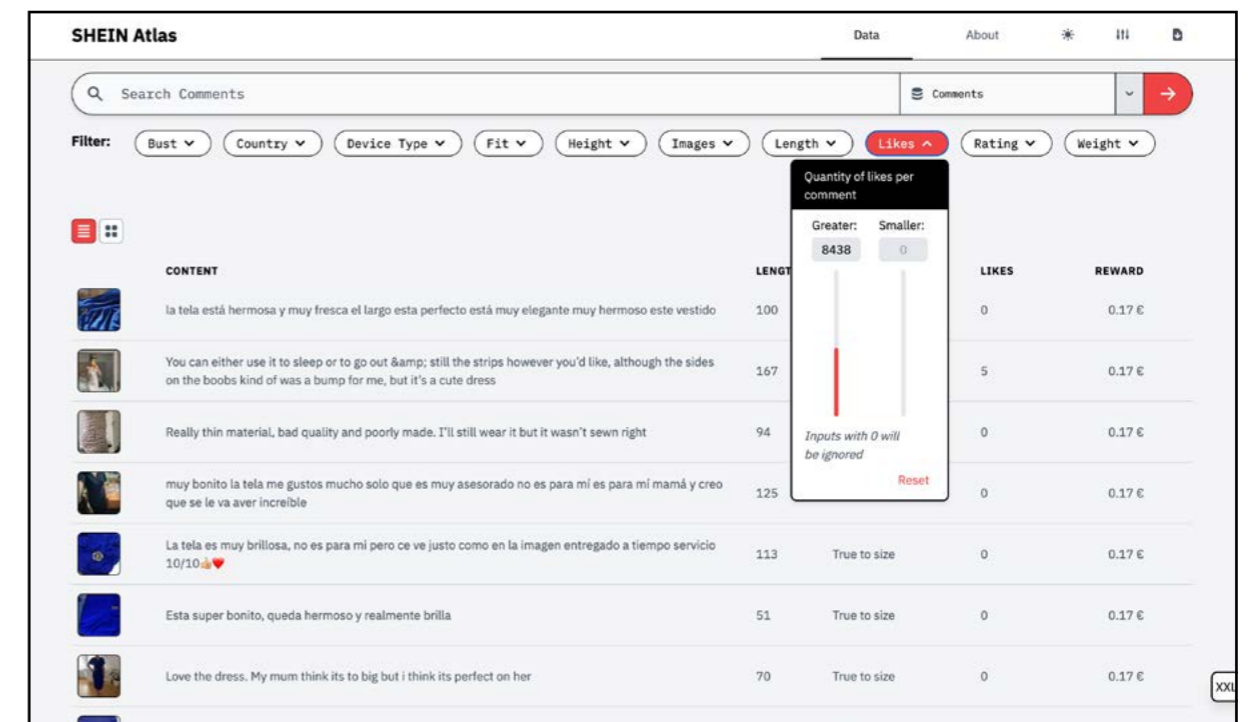 SHEIN Atlas
Data
About
Search Comments
Comments
Filter:
Bust
Country
Device Type
Fit
Height
Images
Length
Likes
Rating
Weight
Quantity of likes per
comment
Greater:
Smaller:
8438
0
Inputs with 0 will
be ignored
Reset
CONTENT
LENGT
LIKES
REWARD
la tela está hermosa y muy fresca el largo esta perfecto está muy elegante muy hermoso este vestido
100
0
0.17 €
You can either use it to sleep or to go out &amp; still the strips however you'd like, although the sides
on the boobs kind of was a bump for me, but it's a cute dress
167
5
0.17 €
Really thin material, bad quality and poorly made. I'll still wear it but it wasn't sewn right
94
0
0.17 €
muy bonito la tela me gustos mucho solo que es muy asesorado no es para mí es para mí mamá y creo
que se le va aver increíble
125
0
0.17 €
La tela es muy brillosa, no es para mi pero ce ve justo como en la imagen entregado a tiempo servicio
10/10👍❤️
113
True to size
0
0.17 €
Esta super bonito, queda hermoso y realmente brilla
51
True to size
0
0.17 €
Love the dress. My mum think its to big but i think its perfect on her
70
True to size
0
0.17 €
XXL